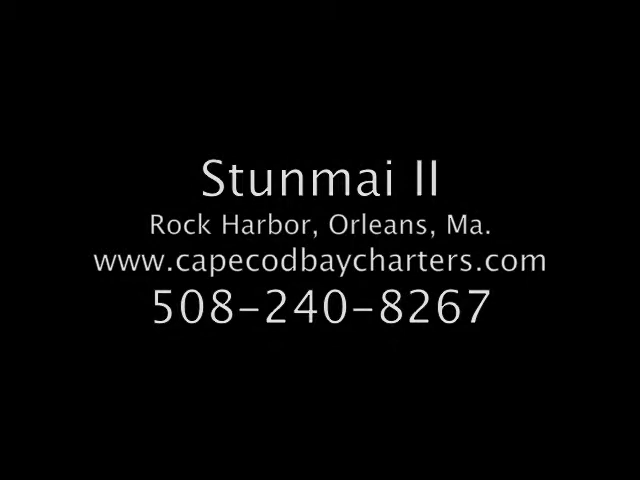 Stunmai II
Rock Harbor, Orleans, Ma.
www.capecodbaycharters.com
508-240-8267